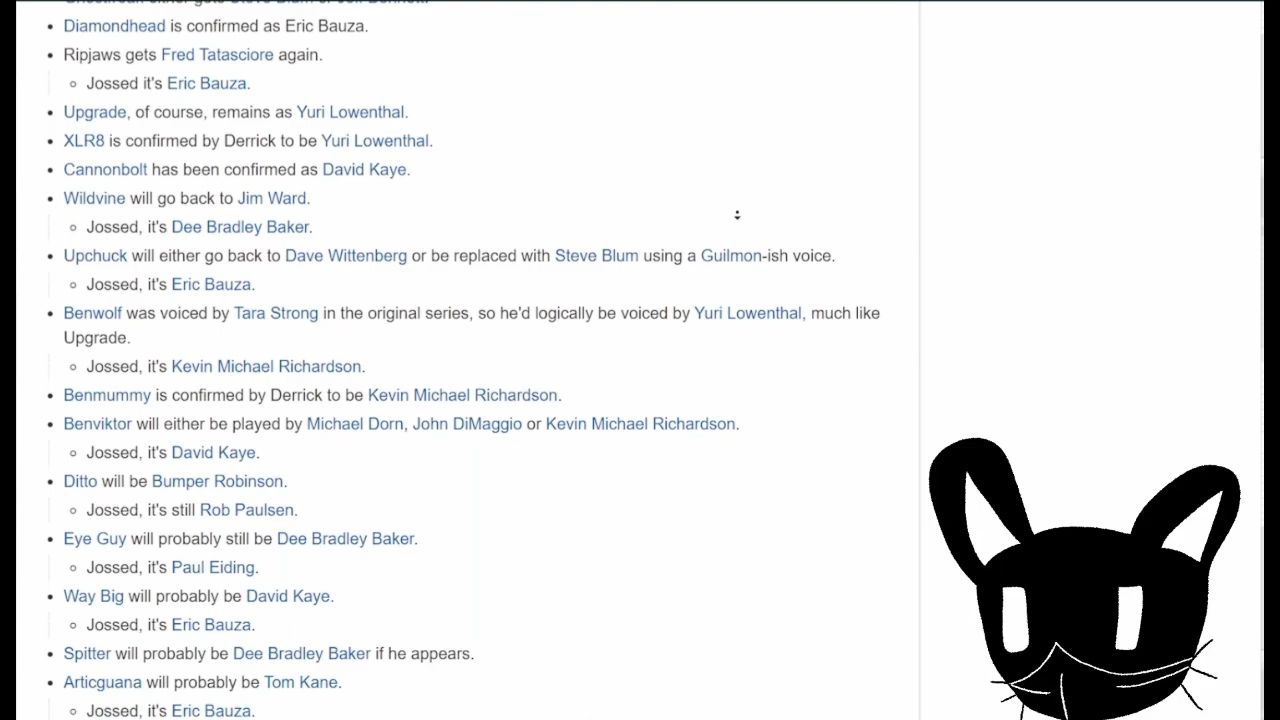 Diamondhead is confirmed as Eric Bauza.
Ripjaws gets Fred Tatasciore again.
Jossed it's Eric Bauza.
Upgrade, of course, remains as Yuri Lowenthal.
XLR8 is confirmed by Derrick to be Yuri Lowenthal.
Cannonbolt has been confirmed as David Kaye.
Wildvine will go back to Jim Ward.
Jossed, it's Dee Bradley Baker.
Upchuck will either go back to Dave Wittenberg or be replaced with Steve Blum using a Guilmon-ish voice.
Jossed, it's Eric Bauza.
Benwolf was voiced by Tara Strong in the original series, so he'd logically be voiced by Yuri Lowenthal, much like
Upgrade.
Jossed, it's Kevin Michael Richardson.
Benmummy is confirmed by Derrick to be Kevin Michael Richardson.
Benviktor will either be played by Michael Dorn, John DiMaggio or Kevin Michael Richardson.
Jossed, it's David Kaye.
Ditto will be Bumper Robinson.
Jossed, it's still Rob Paulsen.
Eye Guy will probably still be Dee Bradley Baker.
Jossed, it's Paul Eiding.
Way Big will probably be David Kaye.
Jossed, it's Eric Bauza.
Spitter will probably be Dee Bradley Baker if he appears.
Articguana will probably be Tom Kane.
Jossed, it's Eric Bauza.